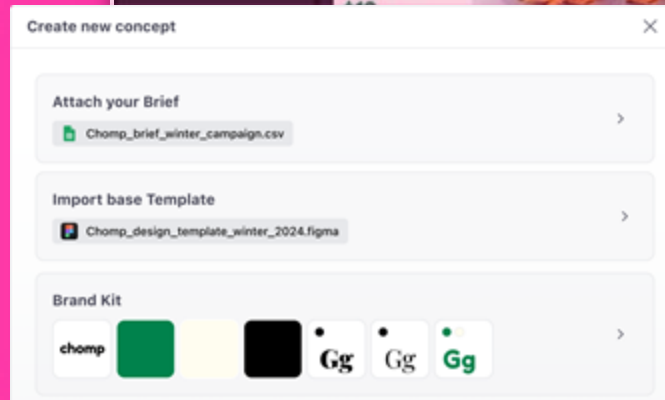 Create new concept
Attach your Brief
Chomp_brief_winter_campaign.csv
Import base Template
Chomp_design_template_winter_2024.figma
Brand Kit
chomp
Gg
Gg
Gg